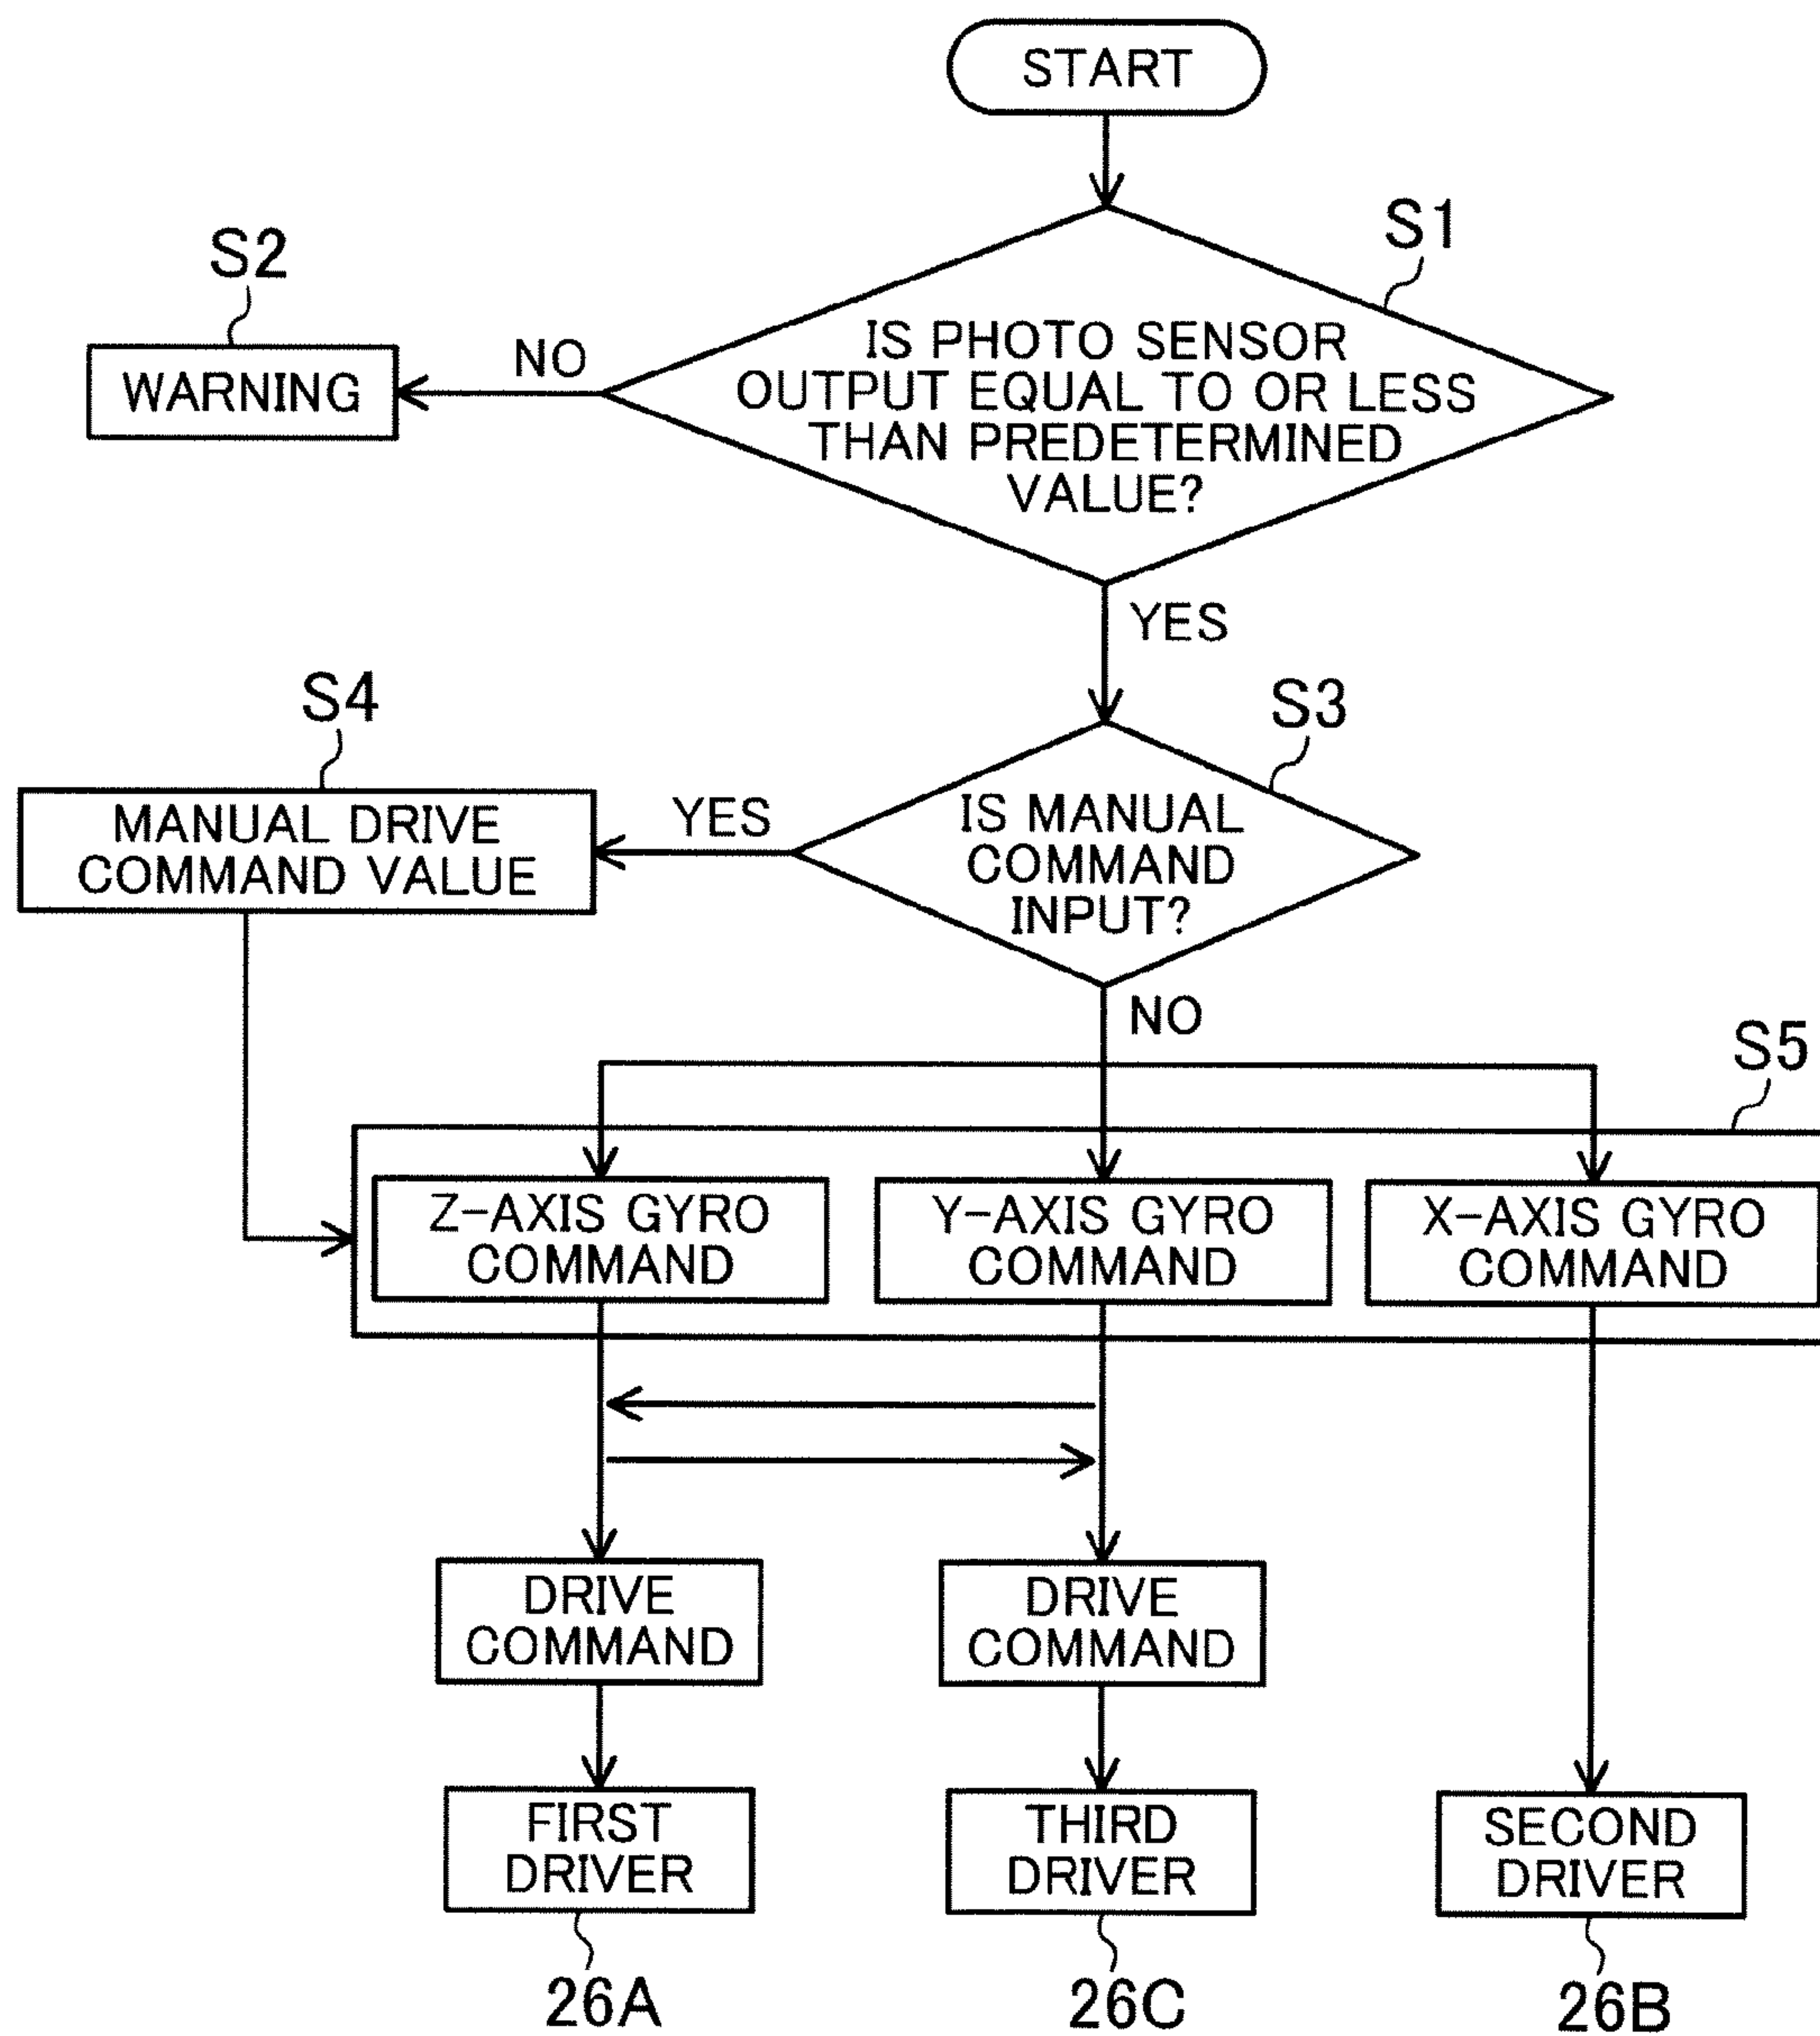 START
S1
S2
IS PHOTO SENSOR
OUTPUT EQUAL TO OR LESS
THAN PREDETERMINED
VALUE?
NO
WARNING
YES
S3
S4
IS MANUAL
COMMAND
INPUT?
YES
MANUAL DRIVE
COMMAND VALUE
NO
S5
Z-AXIS GYRO
COMMAND
Y-AXIS GYRO
COMMAND
X-AXIS GYRO
COMMAND
DRIVE
COMMAND
DRIVE
COMMAND
FIRST
DRIVER
THIRD
DRIVER
SECOND
DRIVER
26A
26C
26B